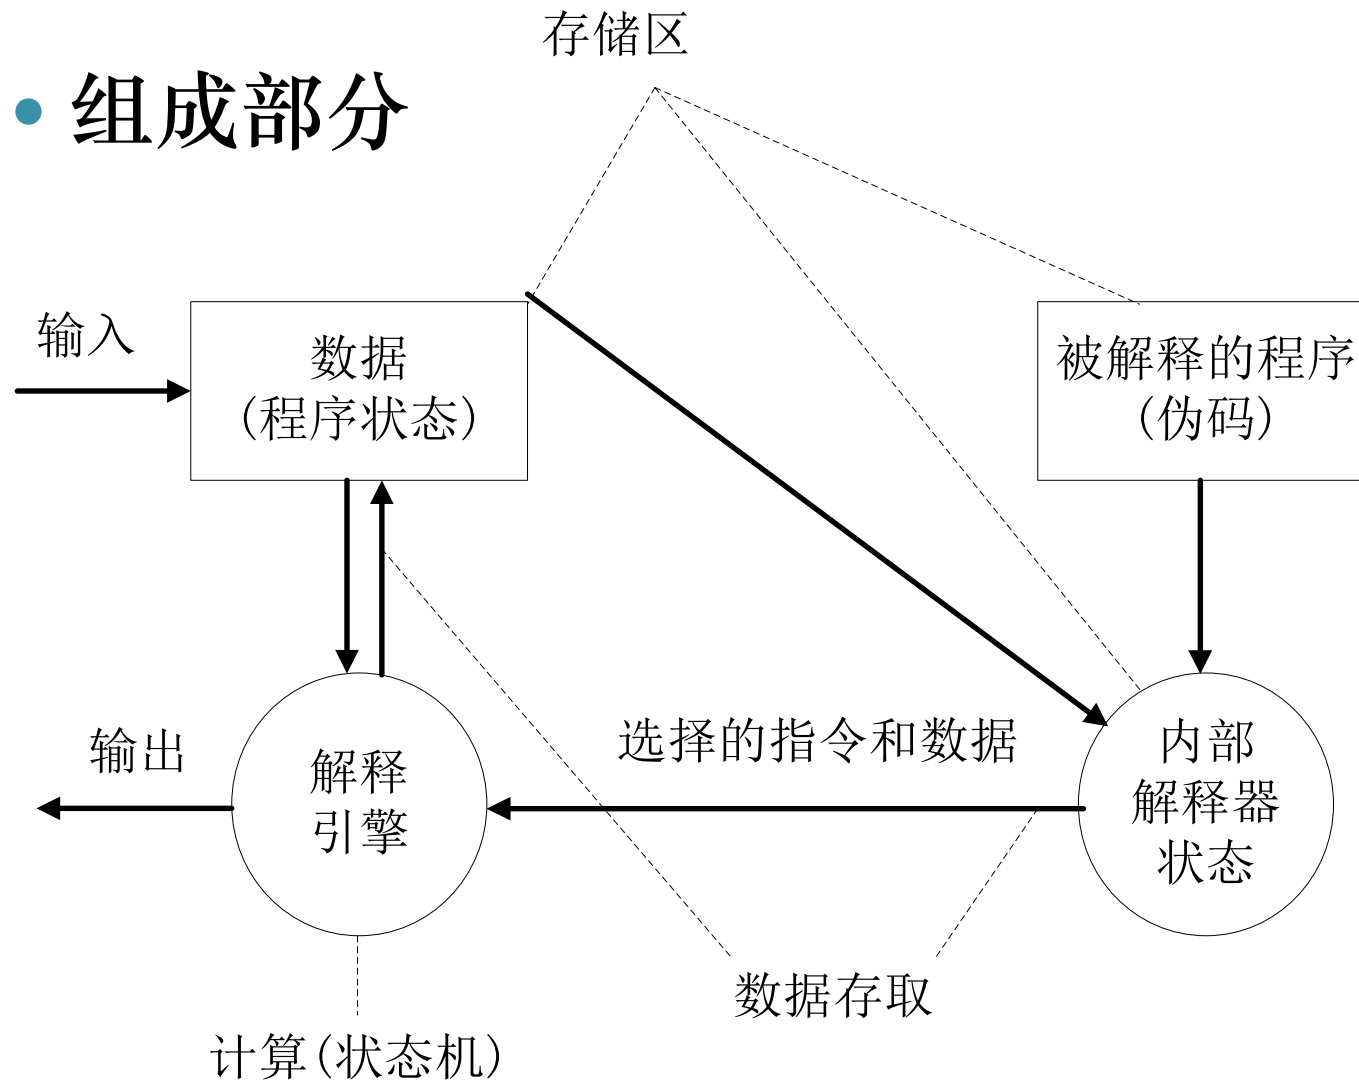 存储区
• 组成部分
输入
数据
(程序状态)
被解释的程序
(伪码)
选择的指令和数据
输出
解释
引擎
内部
解释器
状态
数据存取
计算(状态机)